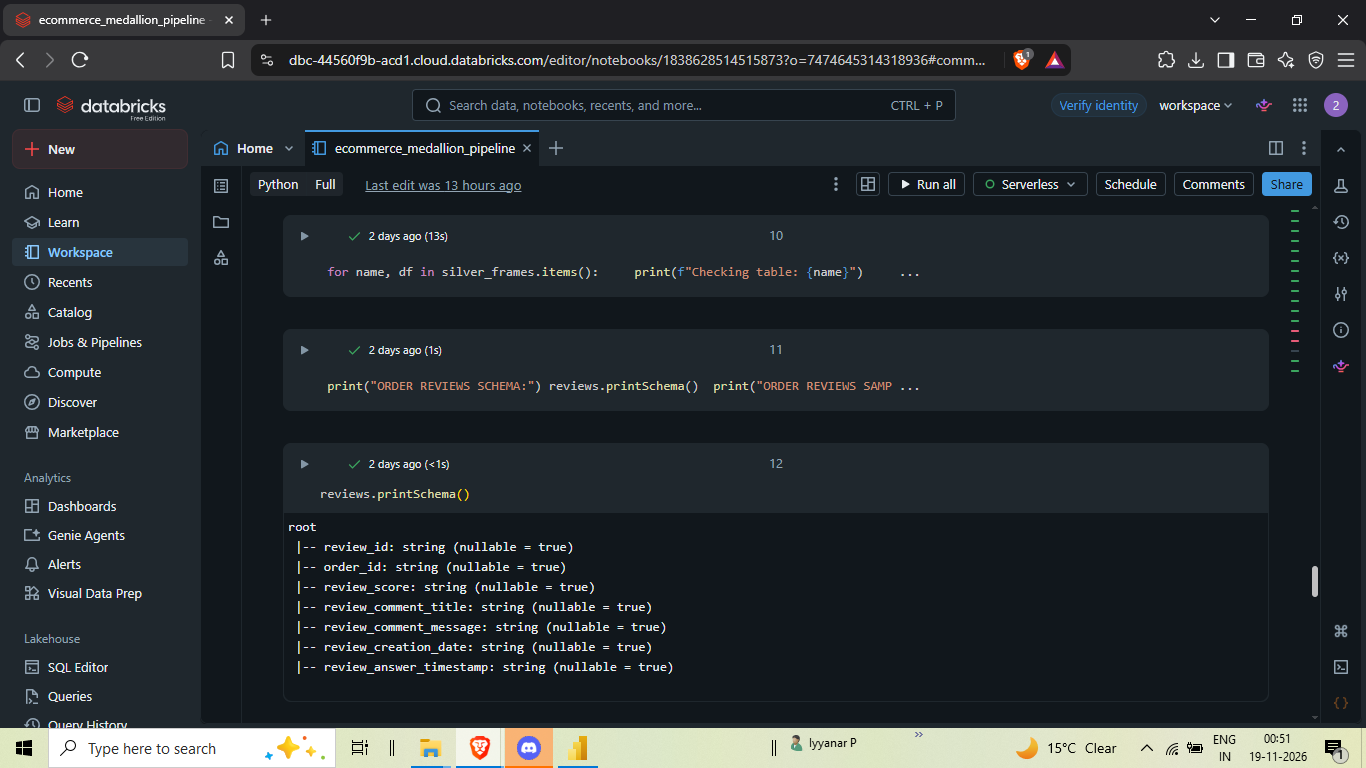 ecommerce_medallion_pipeline
dbc-44560f9b-acd1.cloud.databricks.com/editor/notebooks/1838628514515873?o=7474645314318936#comm...
1
databricks
Free Edition
Search data, notebooks, recents, and more...
CTRL + P
Verify identity
workspace
2
New
Home
Learn
Workspace
Recents
Catalog
Jobs & Pipelines
Compute
Discover
Marketplace
Analytics
Dashboards
Genie Agents
Alerts
Visual Data Prep
Lakehouse
SQL Editor
Queries
Query History
Home
ecommerce_medallion_pipeline
Python
Full
Last edit was 13 hours ago
Run all
Serverless
Schedule
Comments
Share
2 days ago (13s)
10
for name, df in silver_frames.items():     print(f"Checking table: {name}")     ...
2 days ago (1s)
11
print("ORDER REVIEWS SCHEMA:") reviews.printSchema()  print("ORDER REVIEWS SAMP ...
2 days ago (<1s)
12
reviews.printSchema()
root
 |-- review_id: string (nullable = true)
 |-- order_id: string (nullable = true)
 |-- review_score: string (nullable = true)
 |-- review_comment_title: string (nullable = true)
 |-- review_comment_message: string (nullable = true)
 |-- review_creation_date: string (nullable = true)
 |-- review_answer_timestamp: string (nullable = true)
Type here to search
Iyyanar P
15°C Clear
ENG
IN
00:51
19-11-2026
1